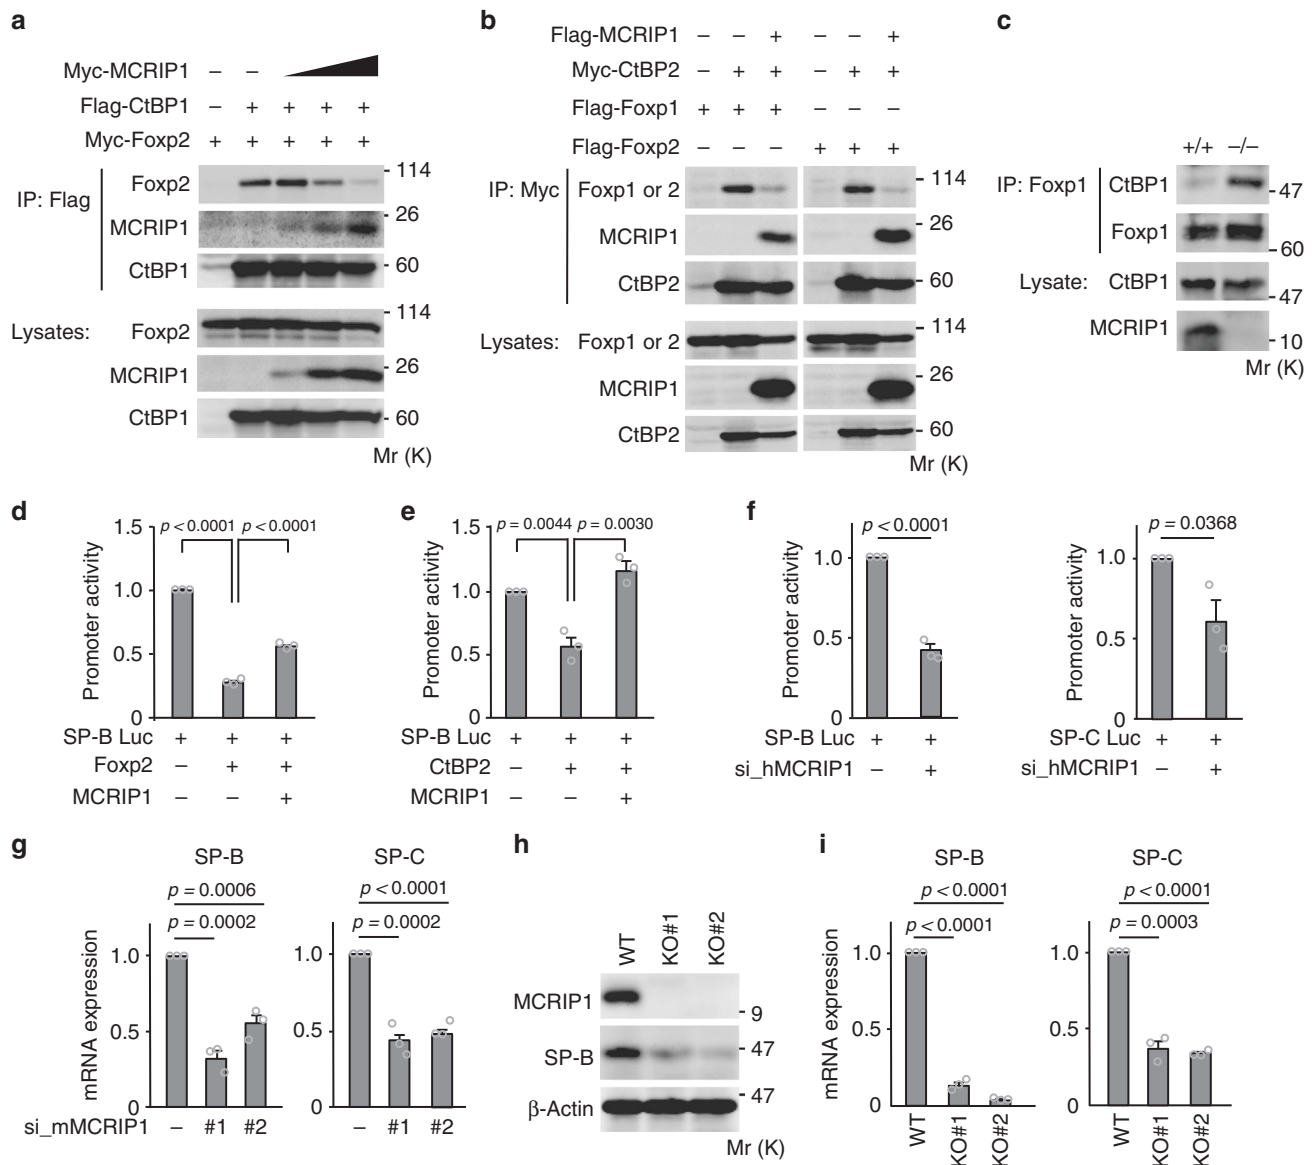 a
Myc-MCRIP1 – –
Flag-CtBP1 – + + + +
Myc-Foxp2 + + + + +
IP: Flag
Foxp2
114
MCRIP1
26
CtBP1
60
Lysates:
Foxp2
114
MCRIP1
26
CtBP1
60
Mr (K)
b
Flag-MCRIP1 – – + – – +
Myc-CtBP2 – + + – + +
Flag-Foxp1 + + + – – –
Flag-Foxp2 – – – + + +
IP: Myc
Foxp1 or 2
114
MCRIP1
26
CtBP2
60
Lysates:
Foxp1 or 2
114
MCRIP1
26
CtBP2
60
Mr (K)
c
+/+ –/–
IP: Foxp1
CtBP1
47
Foxp1
60
Lysate:
CtBP1
47
MCRIP1
10
Mr (K)
d
p < 0.0001 p < 0.0001
Promoter activity
1.5
1.0
0.5
0
SP-B Luc + + +
Foxp2 – + +
MCRIP1 – – +
e
p = 0.0044 p = 0.0030
Promoter activity
1.5
1.0
0.5
0
SP-B Luc + + +
CtBP2 – + +
MCRIP1 – – +
f
p < 0.0001
Promoter activity
1.0
0.5
0
SP-B Luc + +
si_hMCRIP1 – +
p = 0.0368
Promoter activity
1.0
0.5
0
SP-C Luc + +
si_hMCRIP1 – +
g
SP-B
p = 0.0006
p = 0.0002
mRNA expression
1.0
0.5
0
si_mMCRIP1 – #1 #2
SP-C
p < 0.0001
p = 0.0002
1.0
0.5
0
– #1 #2
h
WT KO#1 KO#2
MCRIP1
9
SP-B
47
β-Actin
47
Mr (K)
i
SP-B
p < 0.0001
p < 0.0001
mRNA expression
1.0
0.5
0
WT KO#1 KO#2
SP-C
p < 0.0001
p = 0.0003
1.0
0.5
0
WT KO#1 KO#2